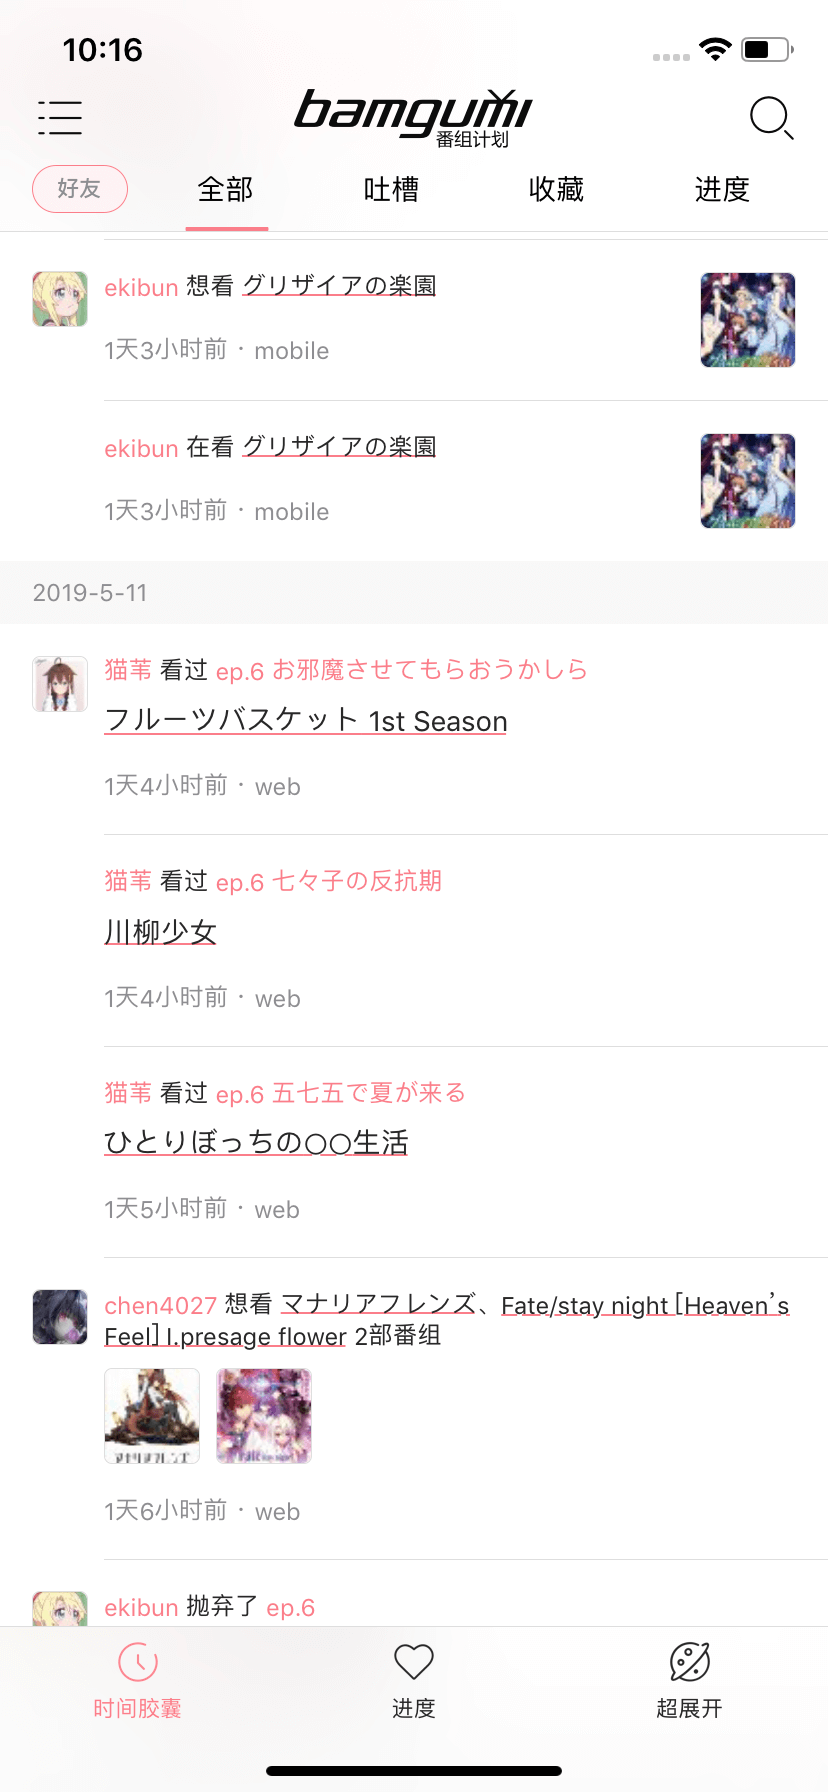 10:16
bamgumi
番组计划
好友
全部
吐槽
收藏
进度
ekibun 想看 グリザイアの楽園
1天3小时前 · mobile
ekibun 在看 グリザイアの楽園
1天3小时前 · mobile
2019-5-11
猫苇 看过 ep.6 お邪魔させてもらおうかしら
フルーツバスケット 1st Season
1天4小时前 · web
猫苇 看过 ep.6 七々子の反抗期
川柳少女
1天4小时前 · web
猫苇 看过 ep.6 五七五で夏が来る
ひとりぼっちの○○生活
1天5小时前 · web
chen4027 想看 マナリアフレンズ、Fate/stay night [Heaven's
Feel] I.presage flower 2部番组
マナリアフレンズ
1天6小时前 · web
ekibun 抛弃了 ep.6
时间胶囊
进度
超展开